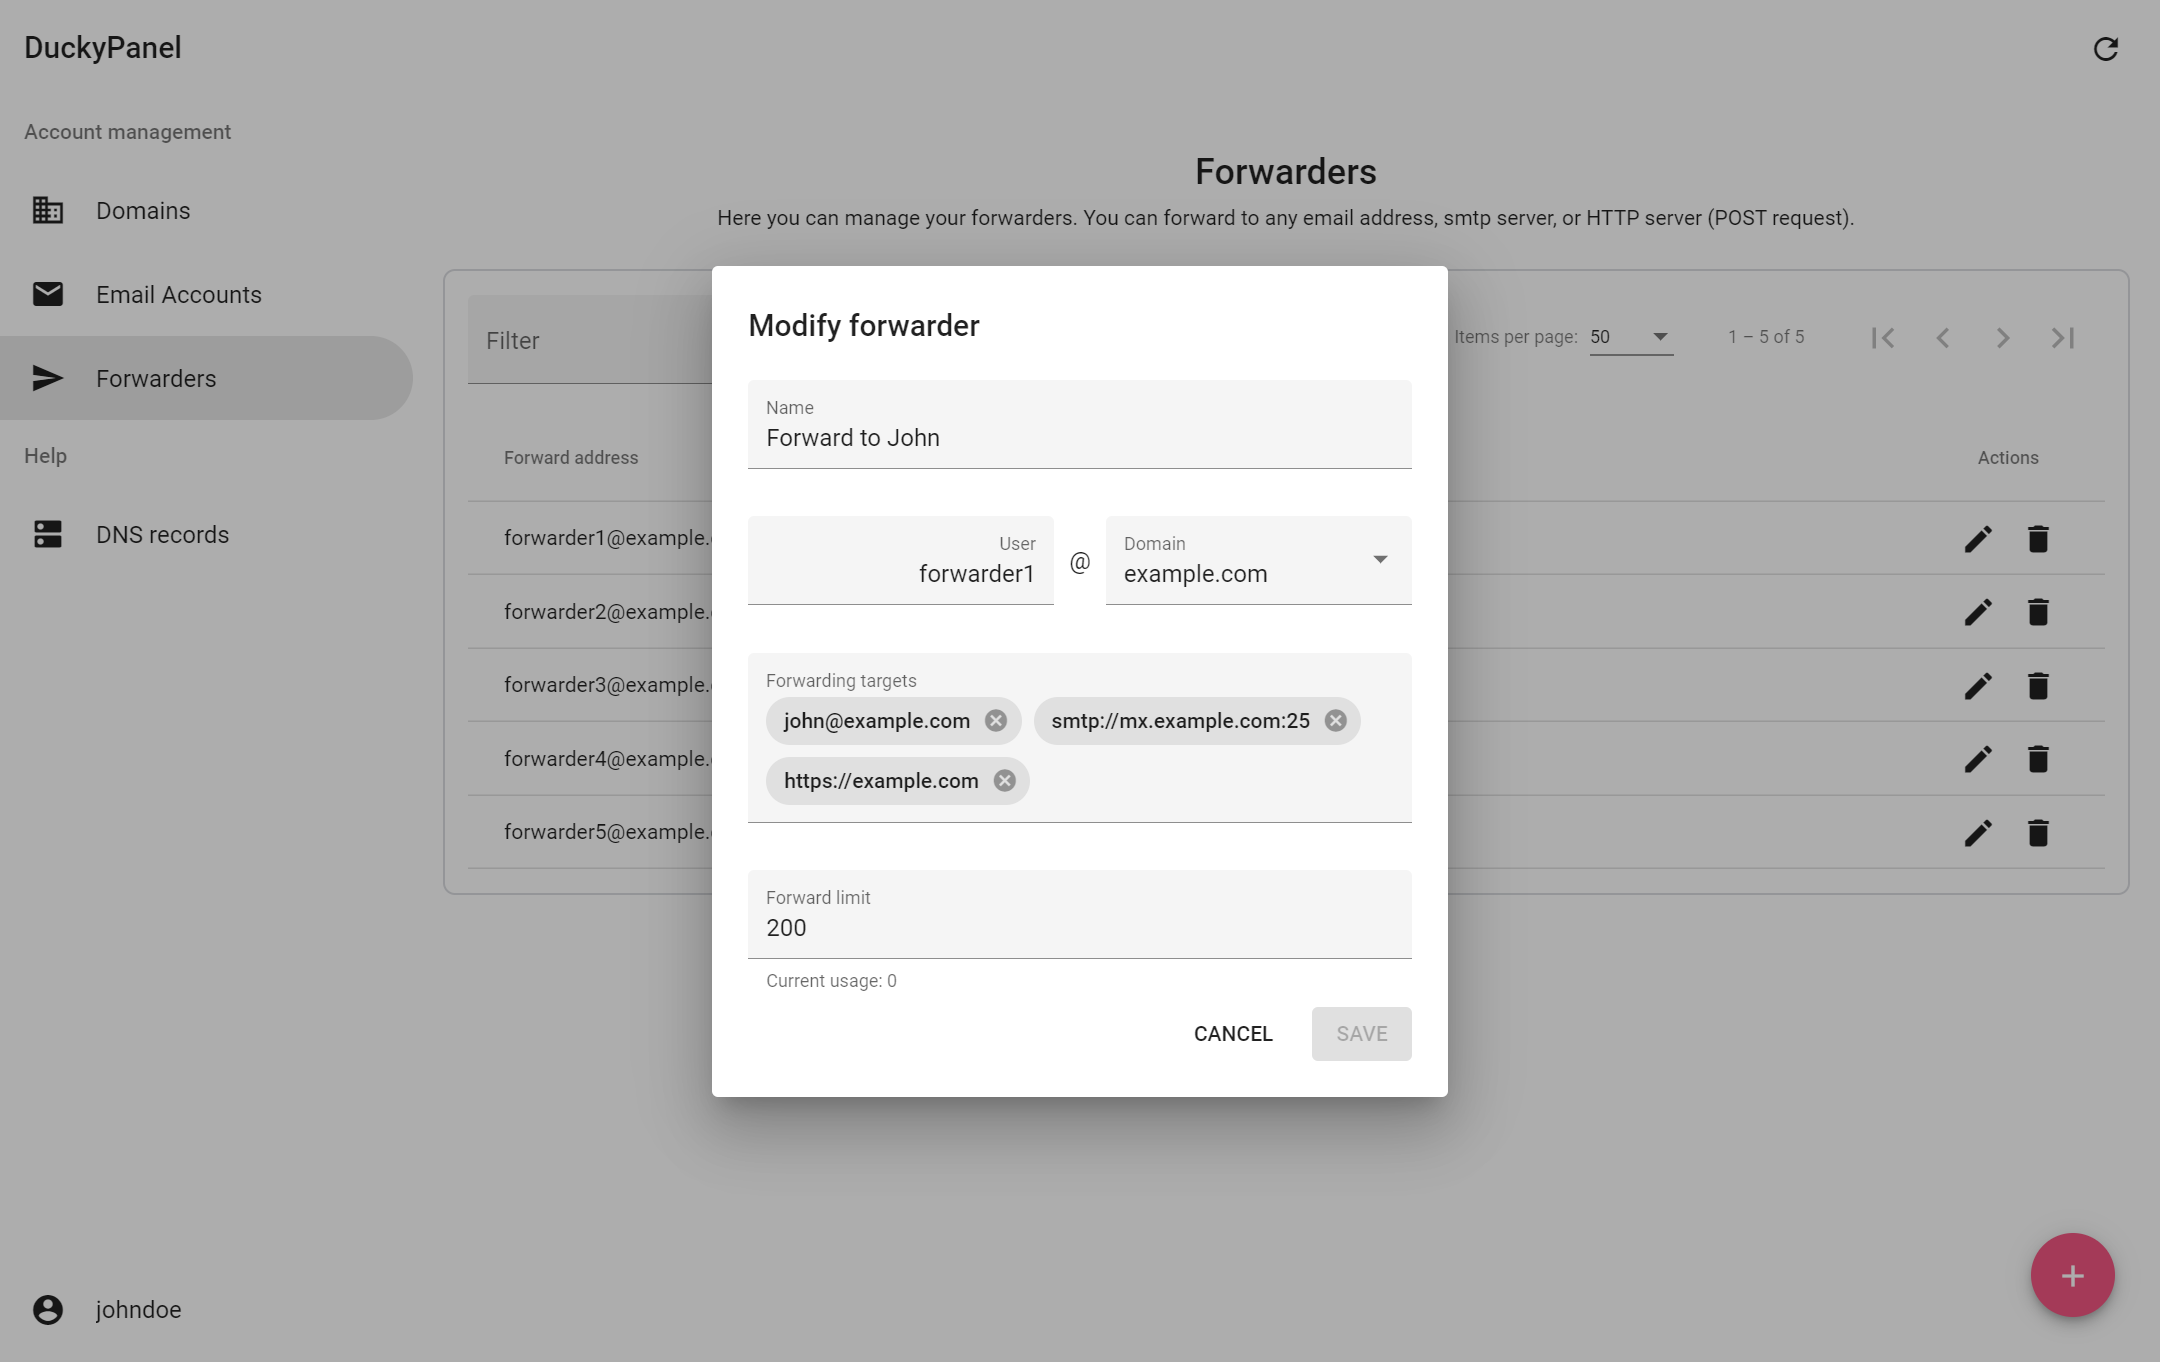 DuckyPanel
Account management
Domains
Email Accounts
Forwarders
Help
DNS records
johndoe
Forwarders
Here you can manage your forwarders. You can forward to any email address, smtp server, or HTTP server (POST request).
Filter
Items per page: 50
1 – 5 of 5
Forward address
Actions
forwarder1@example.
forwarder2@example.
forwarder3@example.
forwarder4@example.
forwarder5@example.
Modify forwarder
Name
Forward to John
User
forwarder1
@
Domain
example.com
Forwarding targets
john@example.com
smtp://mx.example.com:25
https://example.com
Forward limit
200
Current usage: 0
CANCEL
SAVE